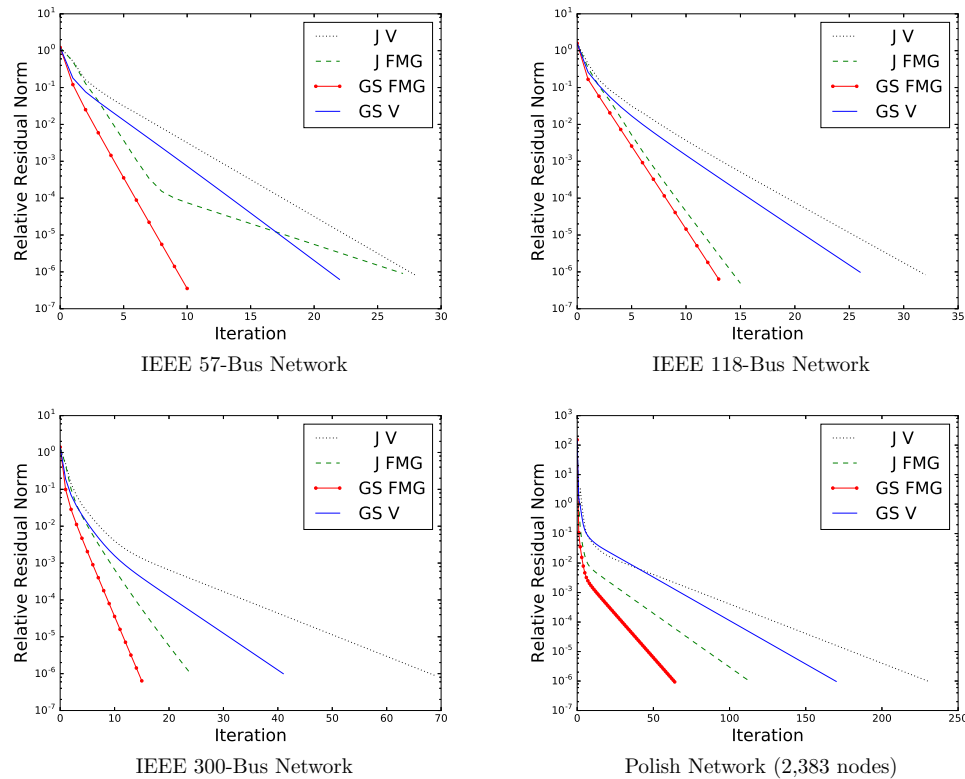 10^1
10^0
10^-1
10^-2
10^-3
10^-4
10^-5
10^-6
10^-7
Relative Residual Norm
J V
J FMG
GS FMG
GS V
0 5 10 15 20 25 30
Iteration
IEEE 57-Bus Network
10^1
10^0
10^-1
10^-2
10^-3
10^-4
10^-5
10^-6
10^-7
Relative Residual Norm
J V
J FMG
GS FMG
GS V
0 5 10 15 20 25 30 35
Iteration
IEEE 118-Bus Network
10^1
10^0
10^-1
10^-2
10^-3
10^-4
10^-5
10^-6
10^-7
Relative Residual Norm
J V
J FMG
GS FMG
GS V
0 10 20 30 40 50 60 70
Iteration
IEEE 300-Bus Network
10^3
10^2
10^1
10^0
10^-1
10^-2
10^-3
10^-4
10^-5
10^-6
10^-7
Relative Residual Norm
J V
J FMG
GS FMG
GS V
0 50 100 150 200 250
Iteration
Polish Network (2,383 nodes)